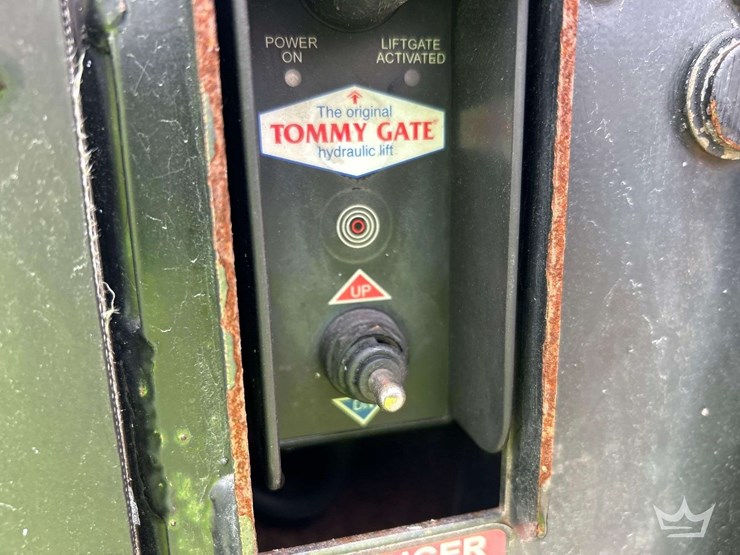 POWER
ON
LIFTGATE
ACTIVATED
The original
TOMMY GATE
hydraulic lift
UP